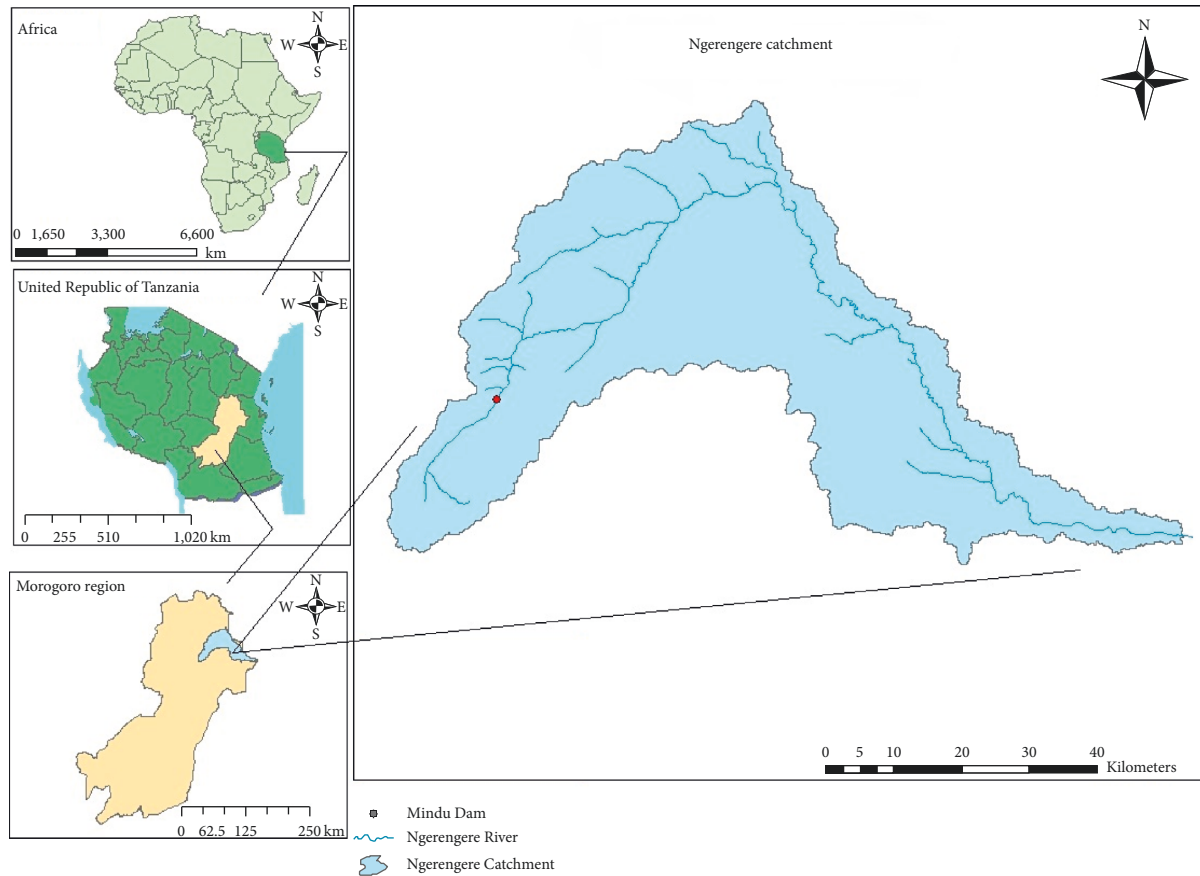 Africa
N
W E
S
0 1,650 3,300 6,600
km
United Republic of Tanzania
N
W E
S
0 255 510 1,020 km
Morogoro region
N
W E
S
0 62.5 125 250 km
Ngerengere catchment
N
0 5 10 20 30 40
Kilometers
Mindu Dam
Ngerengere River
Ngerengere Catchment